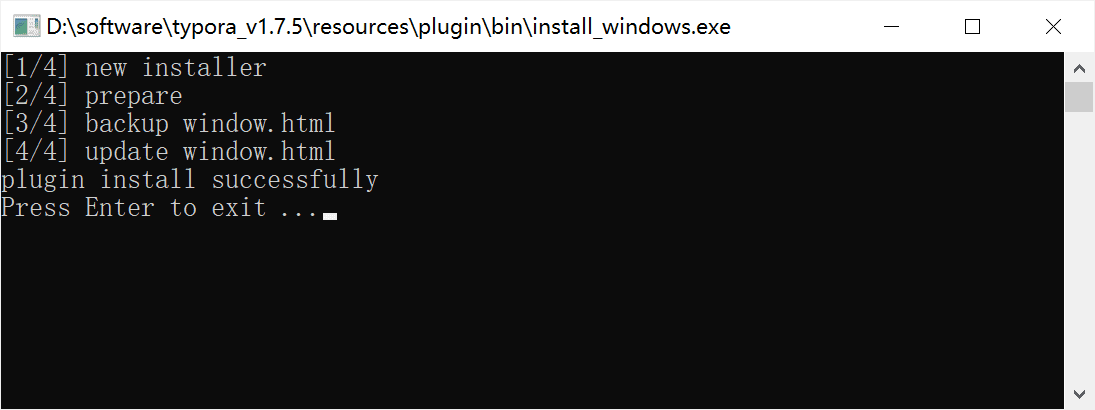 D:\software\typora_v1.7.5\resources\plugin\bin\install_windows.exe
[1/4] new installer
[2/4] prepare
[3/4] backup window.html
[4/4] update window.html
plugin install successfully
Press Enter to exit ...